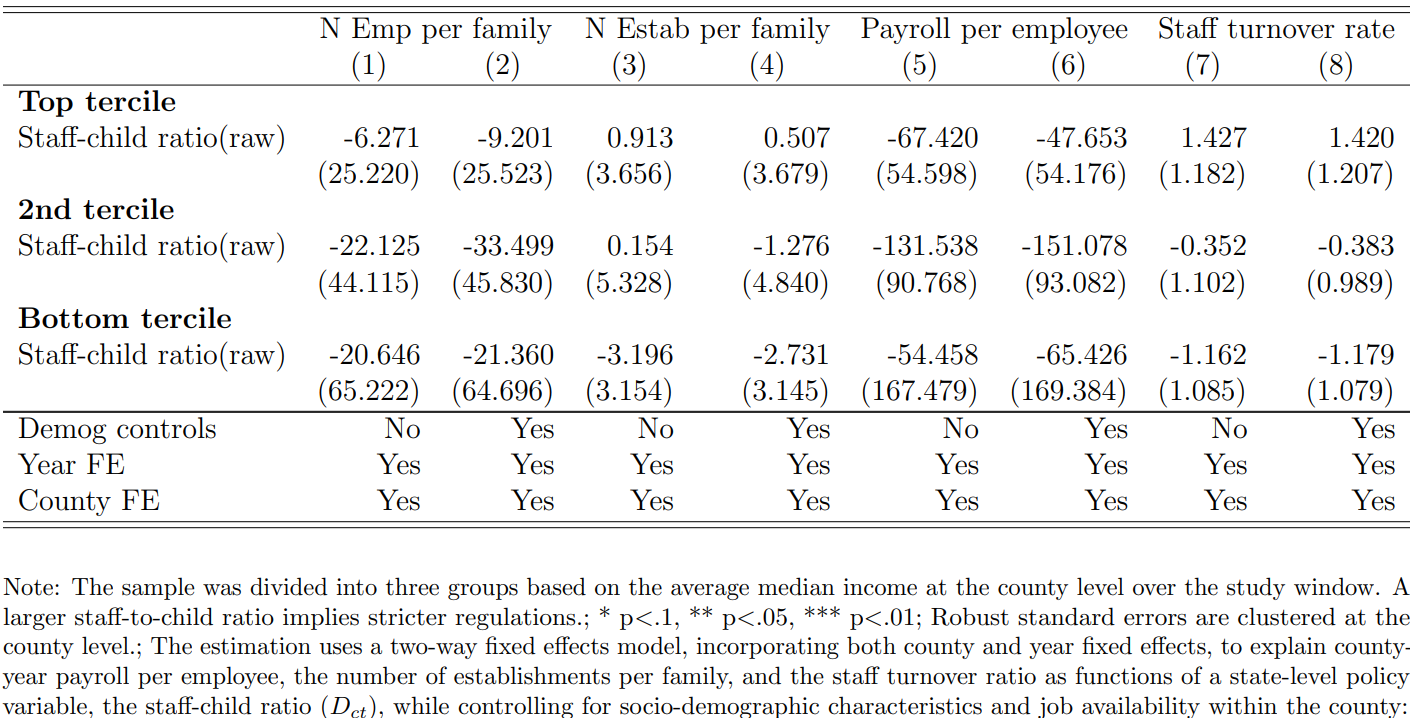 N Emp per family N Estab per family Payroll per employee Staff turnover rate
(1) (2) (3) (4) (5) (6) (7) (8)
Top tercile
Staff-child ratio(raw) -6.271 -9.201 0.913 0.507 -67.420 -47.653 1.427 1.420
(25.220) (25.523) (3.656) (3.679) (54.598) (54.176) (1.182) (1.207)
2nd tercile
Staff-child ratio(raw) -22.125 -33.499 0.154 -1.276 -131.538 -151.078 -0.352 -0.383
(44.115) (45.830) (5.328) (4.840) (90.768) (93.082) (1.102) (0.989)
Bottom tercile
Staff-child ratio(raw) -20.646 -21.360 -3.196 -2.731 -54.458 -65.426 -1.162 -1.179
(65.222) (64.696) (3.154) (3.145) (167.479) (169.384) (1.085) (1.079)
Demog controls No Yes No Yes No Yes No Yes
Year FE Yes Yes Yes Yes Yes Yes Yes Yes
County FE Yes Yes Yes Yes Yes Yes Yes Yes
Note: The sample was divided into three groups based on the average median income at the county level over the study window. A
larger staff-to-child ratio implies stricter regulations.; * p<.1, ** p<.05, *** p<.01; Robust standard errors are clustered at the
county level.; The estimation uses a two-way fixed effects model, incorporating both county and year fixed effects, to explain county-
year payroll per employee, the number of establishments per family, and the staff turnover ratio as functions of a state-level policy
variable, the staff-child ratio (D_{ct}), while controlling for socio-demographic characteristics and job availability within the county: